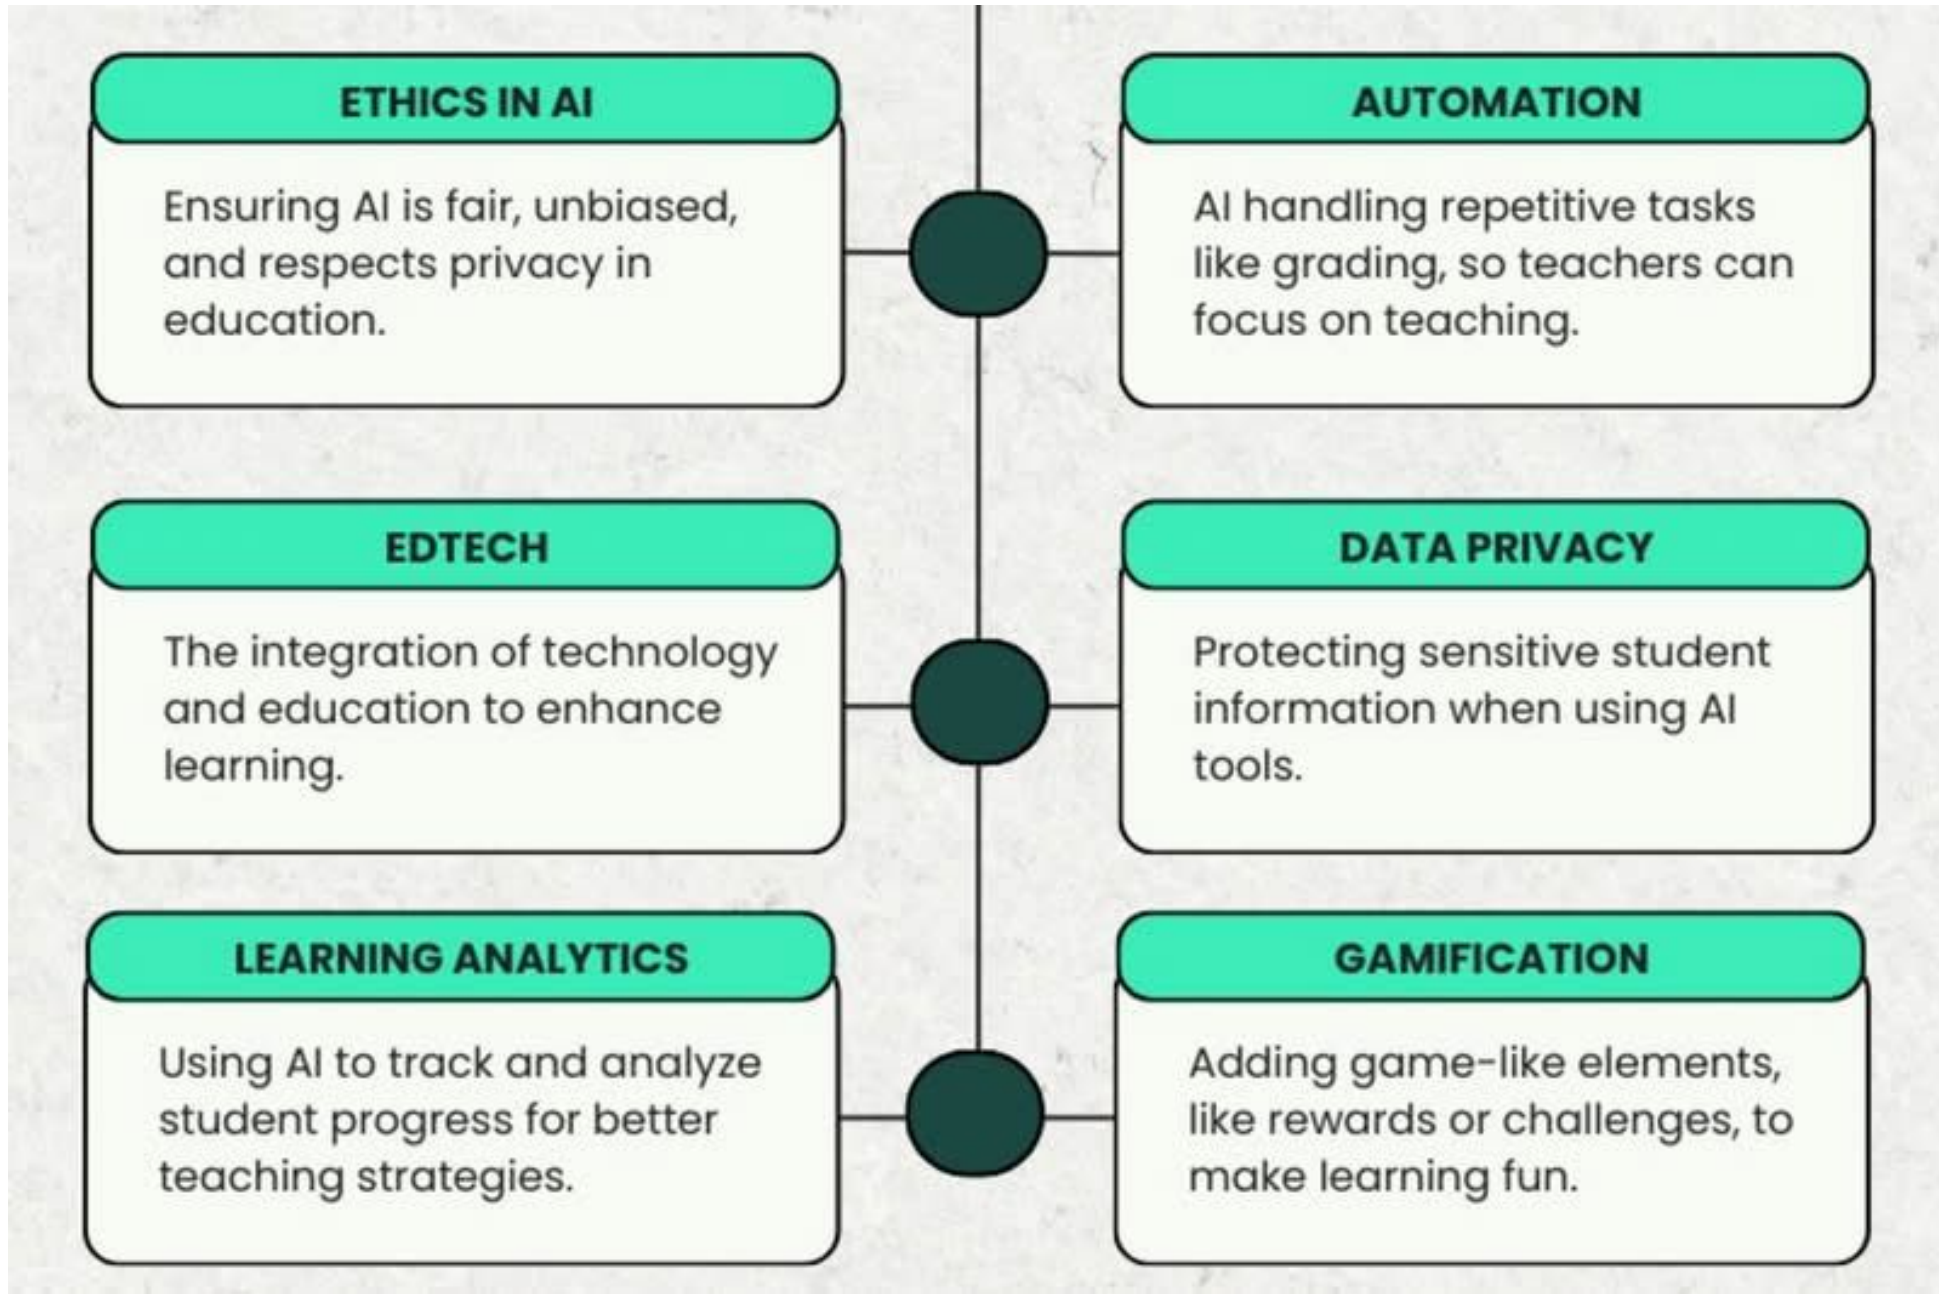 ETHICS IN AI
Ensuring AI is fair, unbiased,
and respects privacy in
education.
AUTOMATION
AI handling repetitive tasks
like grading, so teachers can
focus on teaching.
EDTECH
The integration of technology
and education to enhance
learning.
DATA PRIVACY
Protecting sensitive student
information when using AI
tools.
LEARNING ANALYTICS
Using AI to track and analyze
student progress for better
teaching strategies.
GAMIFICATION
Adding game-like elements,
like rewards or challenges, to
make learning fun.